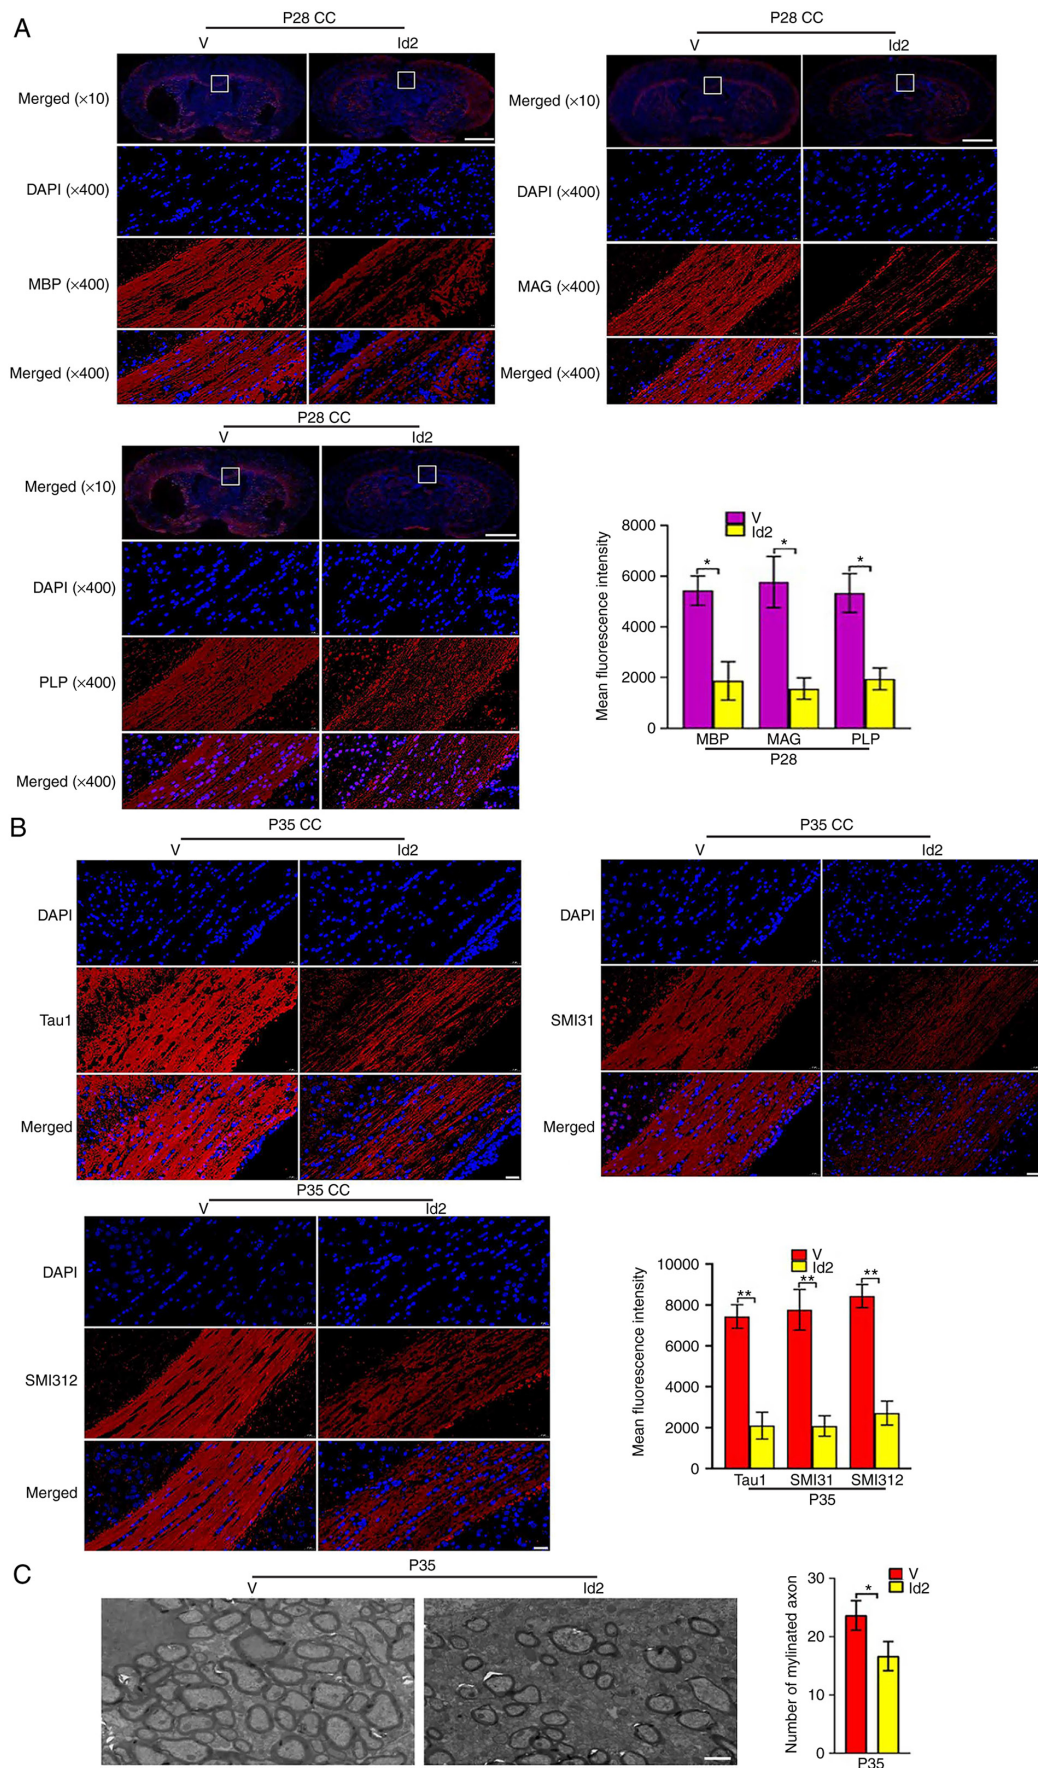 A
P28 CC
V Id2
Merged (×10)
DAPI (×400)
MBP (×400)
Merged (×400)
P28 CC
V Id2
Merged (×10)
DAPI (×400)
MAG (×400)
Merged (×400)
P28 CC
V Id2
Merged (×10)
DAPI (×400)
PLP (×400)
Merged (×400)
V
Id2
Mean fluorescence intensity
8000
6000
4000
2000
0
* * *
MBP MAG PLP
P28
B
P35 CC
V Id2
DAPI
Tau1
Merged
P35 CC
V Id2
DAPI
SMI31
Merged
P35 CC
V Id2
DAPI
SMI312
Merged
V
Id2
Mean fluorescence intensity
10000
8000
6000
4000
2000
0
** ** **
Tau1 SMI31 SMI312
P35
C
P35
V Id2
V
Id2
Number of mylinated axon
30
20
10
0
*
P35